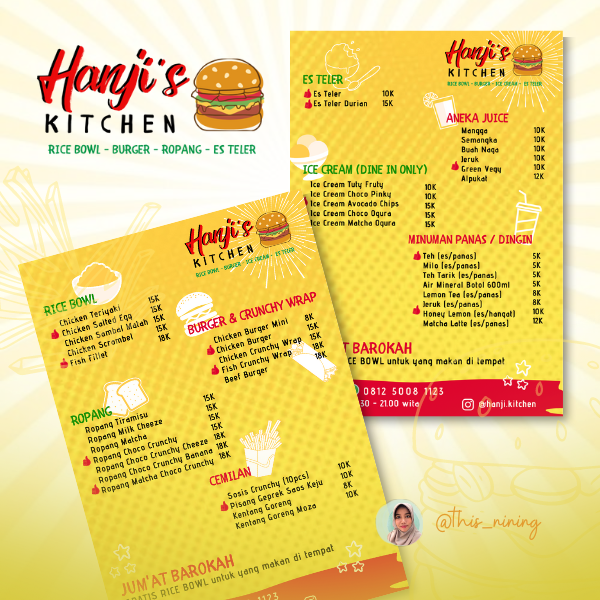 Hanji's
KITCHEN
RICE BOWL - BURGER - ROPANG - ES TELER
Hanji's
KITCHEN
RICE BOWL - BURGER - ICE CREAM - ES TELER
ES TELER
Es Teler 10K
Es Teler Durian 15K
ANEKA JUICE
Mangga 10K
Semangka 10K
Buah Naga 10K
Jeruk 10K
Green Vegy 10K
Alpukat 12K
ICE CREAM (DINE IN ONLY)
Ice Cream Tuty Fruty 10K
Ice Cream Choco Pinky 10K
Ice Cream Avocado Chips 15K
Ice Cream Choco Ogura 15K
Ice Cream Matcha Ogura 15K
MINUMAN PANAS / DINGIN
Teh (es/panas) 5K
Milo (es/panas) 5K
Teh Tarik (es/panas) 5K
Air Mineral Botol 600ml 5K
Lemon Tea (es/panas) 8K
Jeruk (es/panas) 8K
Honey Lemon (es/hangat) 10K
Matcha Latte (es/panas) 12K
AT BAROKAH
BOWL untuk yang makan di tempat
0812 5008 1123
30 - 21.00 wita
@hanji.kitchen
Hanji's
KITCHEN
RICE BOWL - BURGER - ICE CREAM - ES TELER
RICE BOWL
Chicken Teriyaki 15K
Chicken Salted Egg 15K
Chicken Sambal Matah 15K
Chicken Scrambel 15K
Fish Fillet 18K
BURGER & CRUNCHY WRAP
Chicken Burger Mini 8K
Chicken Burger 15K
Chicken Crunchy Wrap 15K
Fish Crunchy Wrap 18K
Beef Burger 18K
ROPANG
Ropang Tiramisu 15K
Ropang Milk Cheeze 15K
Ropang Matcha 15K
Ropang Choco Crunchy 15K
Ropang Choco Crunchy Cheeze 18K
Ropang Choco Crunchy Banana 18K
Ropang Matcha Choco Crunchy 18K
CEMILAN
Sosis Crunchy (10pcs) 10K
Pisang Geprek Saos Keju 10K
Kentang Goreng 8K
Kentang Goreng Moza 10K
JUM'AT BAROKAH
GRATIS RICE BOWL untuk yang makan di tempat
1123
@this_nining